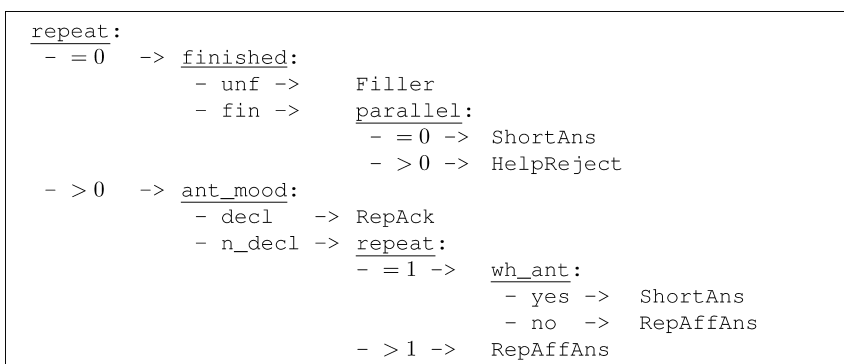 repeat:
- = 0 -> finished:
- unf -> Filler
- fin -> parallel:
- = 0 -> ShortAns
- > 0 -> HelpReject
- > 0 -> ant_mood:
- decl -> RepAck
- n_decl -> repeat:
- = 1 -> wh_ant:
- yes -> ShortAns
- no -> RepAffAns
- > 1 -> RepAffAns